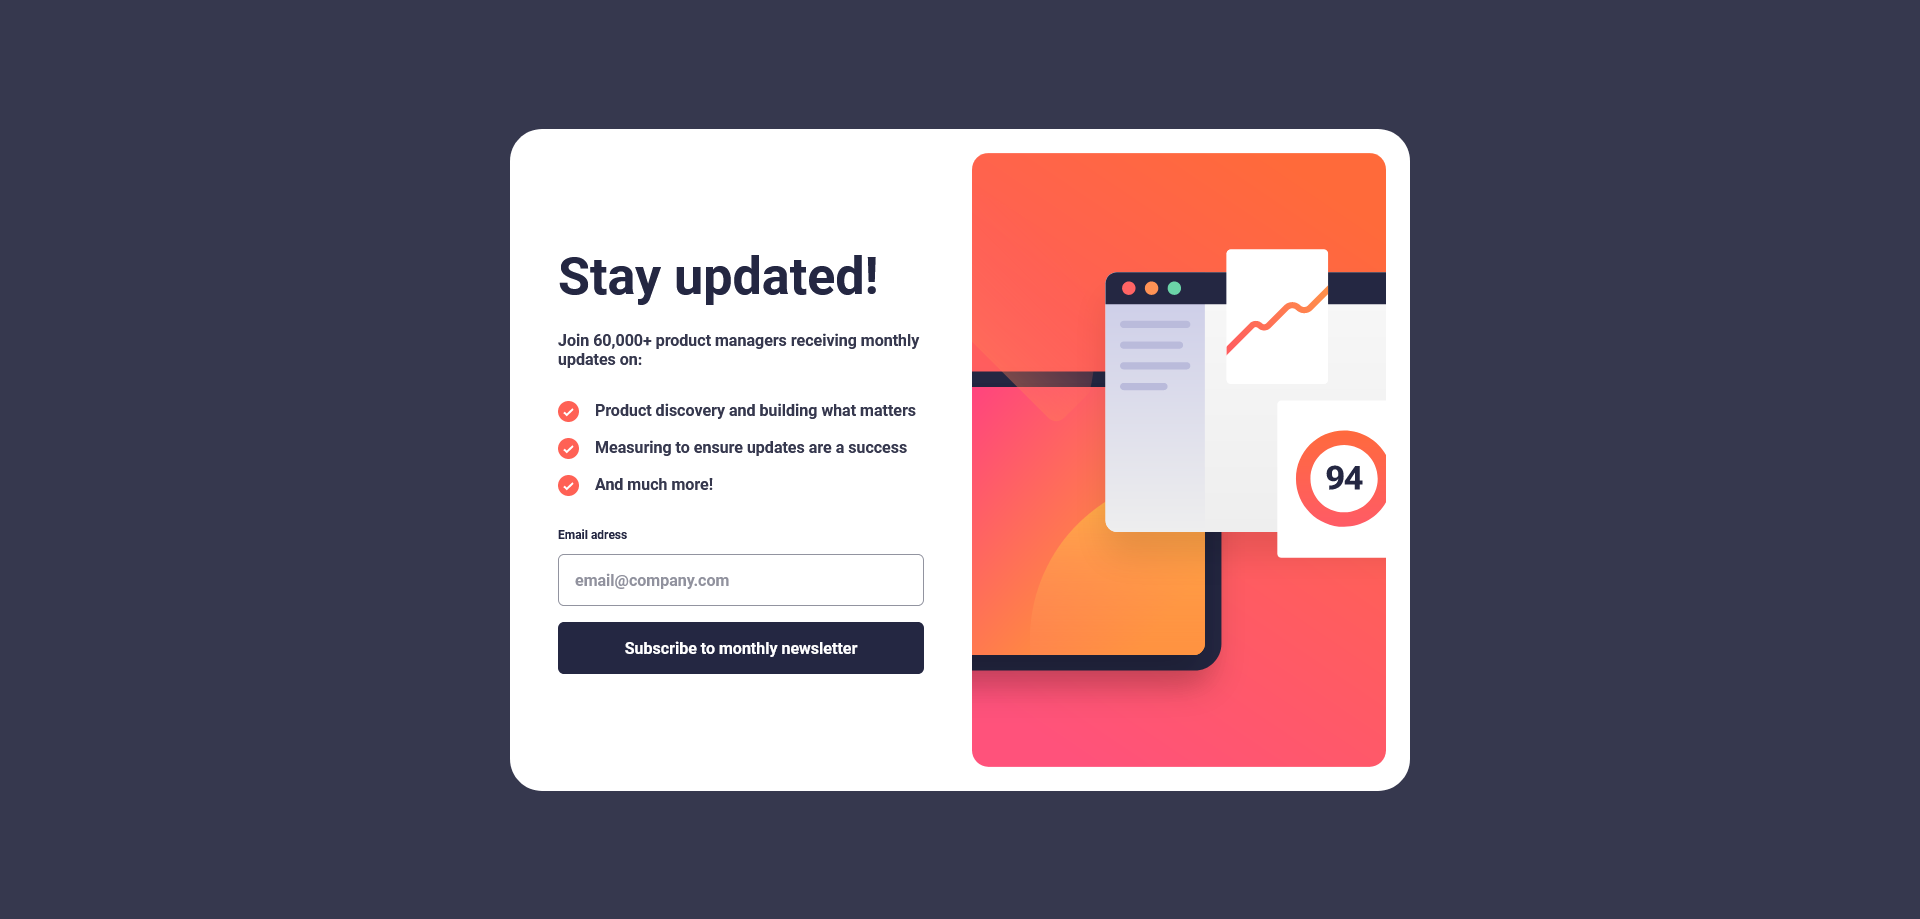 Stay updated!
Join 60,000+ product managers receiving monthly
updates on:
Product discovery and building what matters
Measuring to ensure updates are a success
And much more!
Email adress
email@company.com
Subscribe to monthly newsletter
94